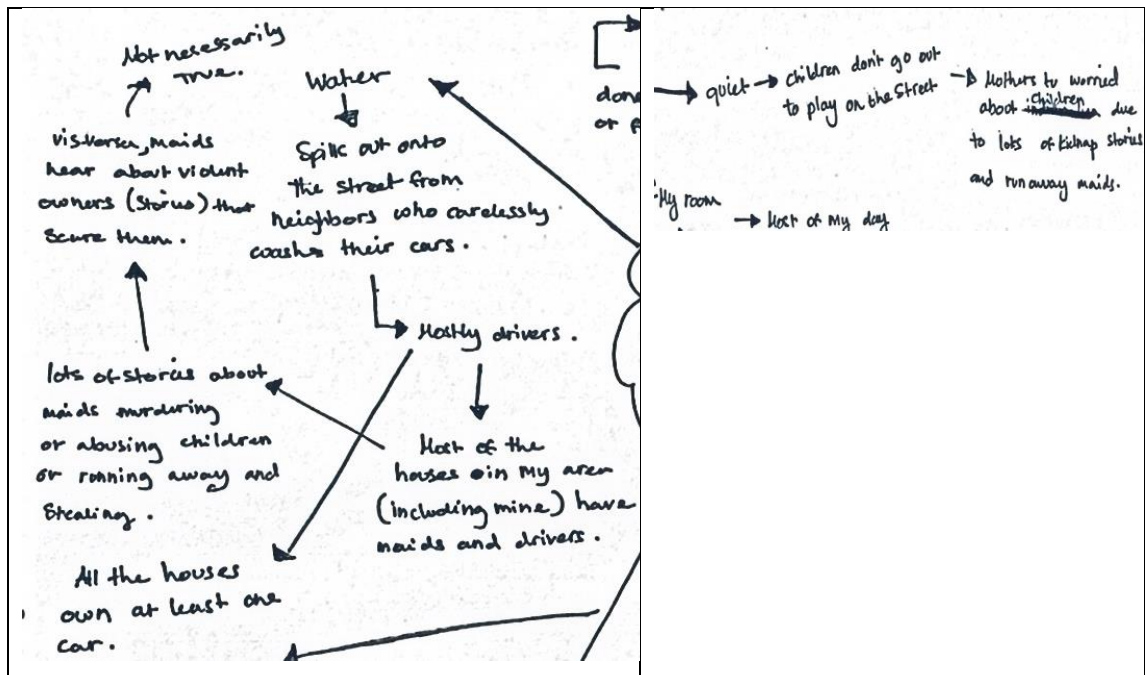 Not necessarily
True.
Water
visversa, maids
hear about violent
owners (stories) that
scare them.
Spills out onto
the street from
neighbors who carelessly
washes their cars.
Mostly drivers.
lots of stories about
maids murdering
or abusing children
or running away and
stealing.
Most of the
houses in my area
(including mine) have
maids and drivers.
All the houses
own at least one
car.
done
or
quiet
children don't go out
to play on the street
Mothers to worried
about children due
to lots of kidnap stories
and runaway maids.
My room
Most of my day